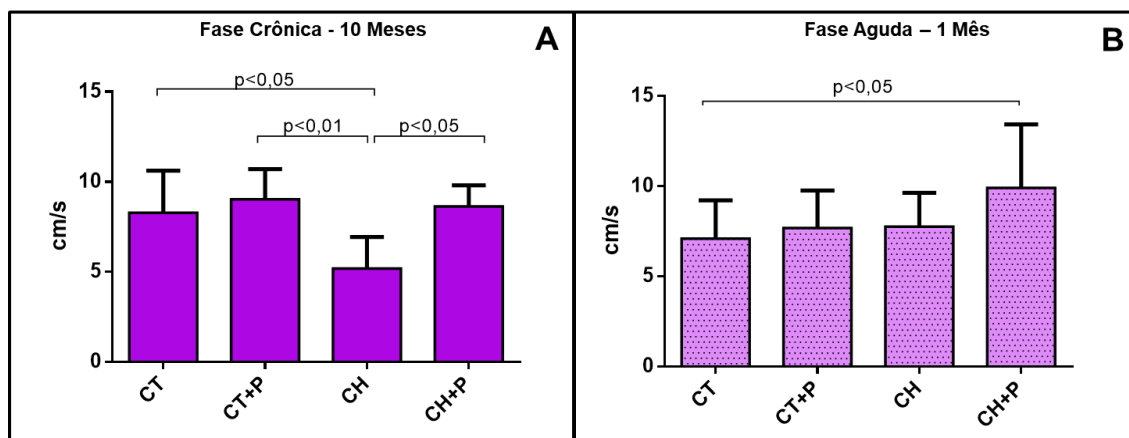 Fase Crônica - 10 Meses
A
p<0,05
p<0,01
p<0,05
15
10
5
0
cm/s
CT
CT+P
CH
CH+P
Fase Aguda – 1 Mês
B
p<0,05
15
10
5
0
cm/s
CT
CT+P
CH
CH+P